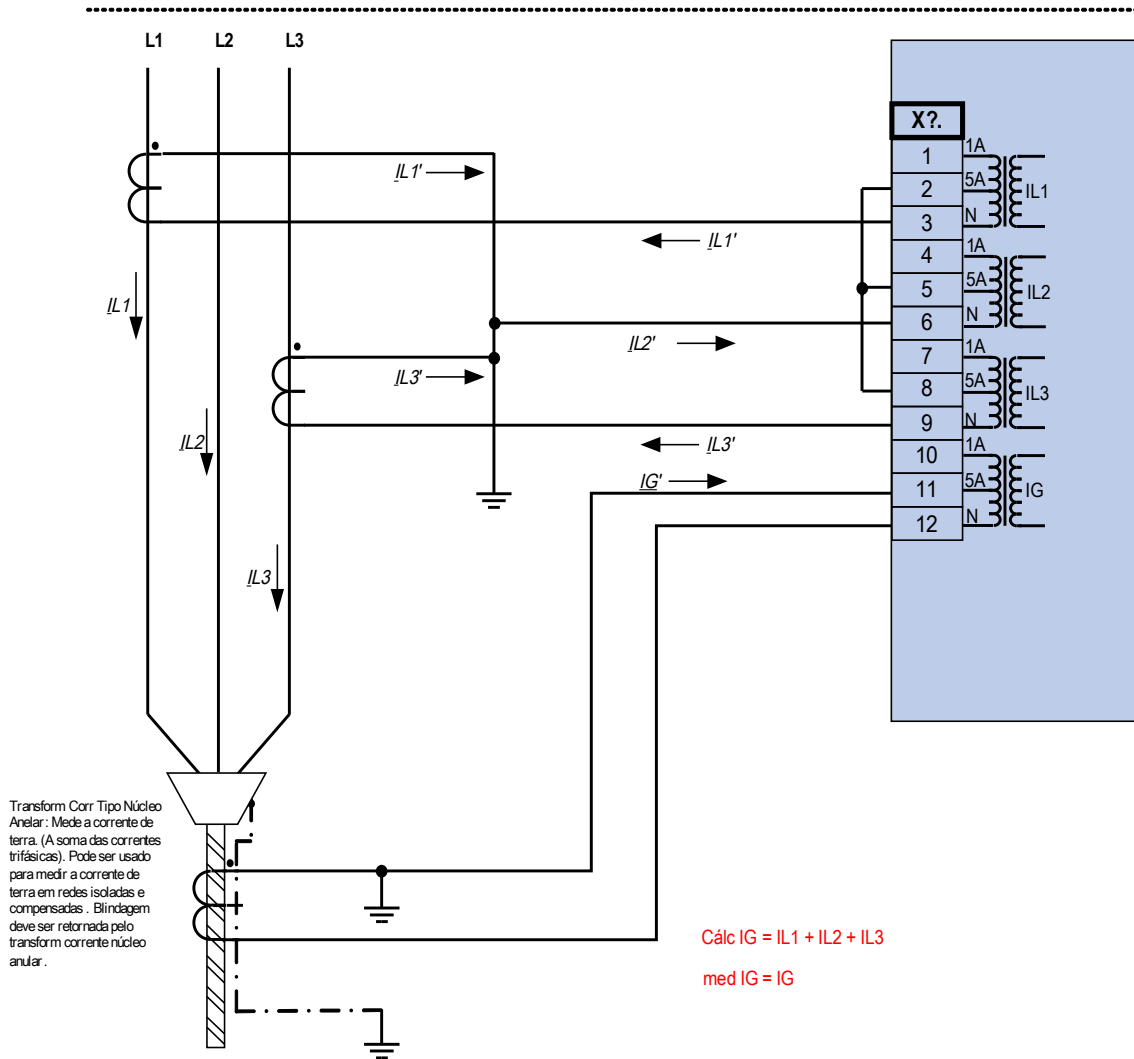 L1 L2 L3
X?.
1 1A
2 5A IL1
3 N
4 1A
5 5A IL2
6 N
7 1A
8 5A IL3
9 N
10 1A
11 5A IG
12 N
IL1'
IL1'
IL1
IL2'
IL3'
IL2
IL3'
IG'
IL3
Transform Corr Tipo Núcleo
Anelar: Mede a corrente de
terra. (A soma das correntes
trifásicas). Pode ser usado
para medir a corrente de
terra em redes isoladas e
compensadas . Blindagem
deve ser retornada pelo
transform corrente núcleo
anular .
Cálc IG = IL1 + IL2 + IL3
med IG = IG